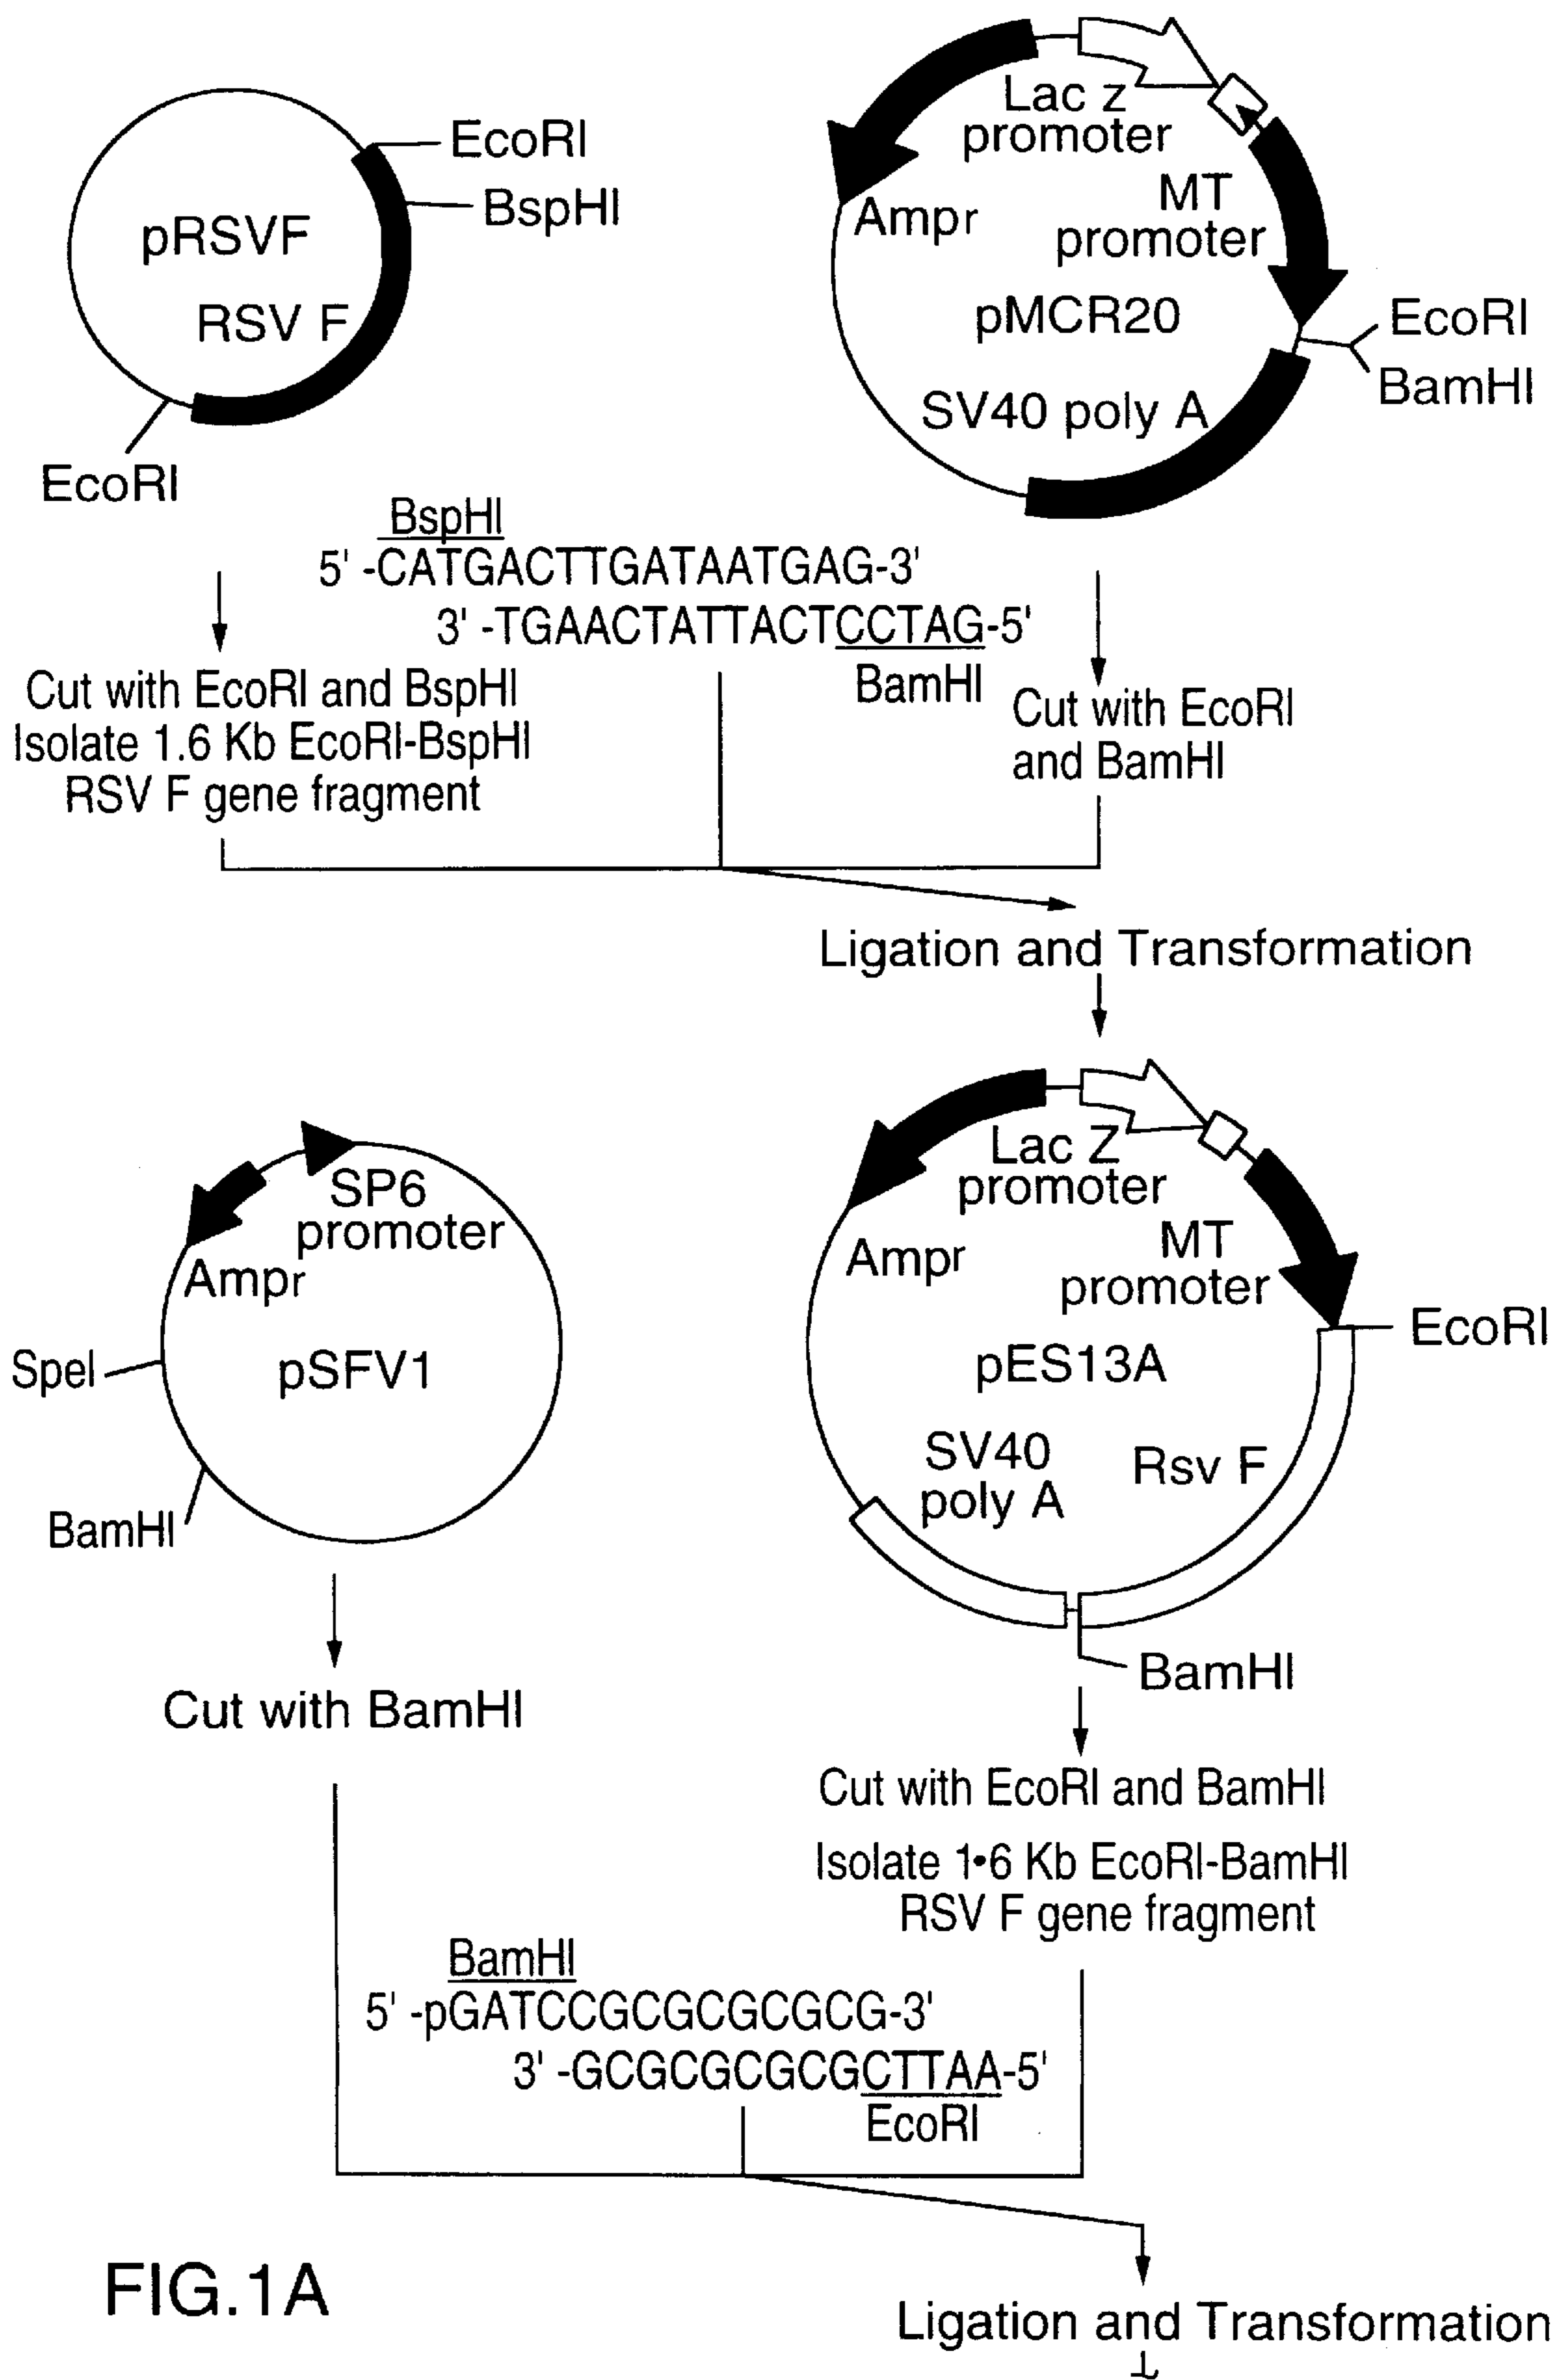 EcoRI
BspHI
pRSVF
RSV F
EcoRI
Lac z
promoter
Ampr
MT
promoter
pMCR20
EcoRI
BamHI
SV40 poly A
BspHI
5' -CATGACTTGATAATGAG-3'
3' -TGAACTATTACTCCTAG-5'
BamHI
Cut with EcoRI and BspHI
Isolate 1.6 Kb EcoRI-BspHI
RSV F gene fragment
Cut with EcoRI
and BamHI
Ligation and Transformation
SP6
promoter
Ampr
SpeI
pSFV1
BamHI
Lac Z
promoter
Ampr
MT
promoter
EcoRI
pES13A
SV40
poly A
Rsv F
BamHI
Cut with BamHI
Cut with EcoRI and BamHI
Isolate 1•6 Kb EcoRI-BamHI
RSV F gene fragment
BamHI
5' -pGATCCGCGCGCGCG-3'
3' -GCGCGCGCGCTTAA-5'
EcoRI
FIG.1A
Ligation and Transformation